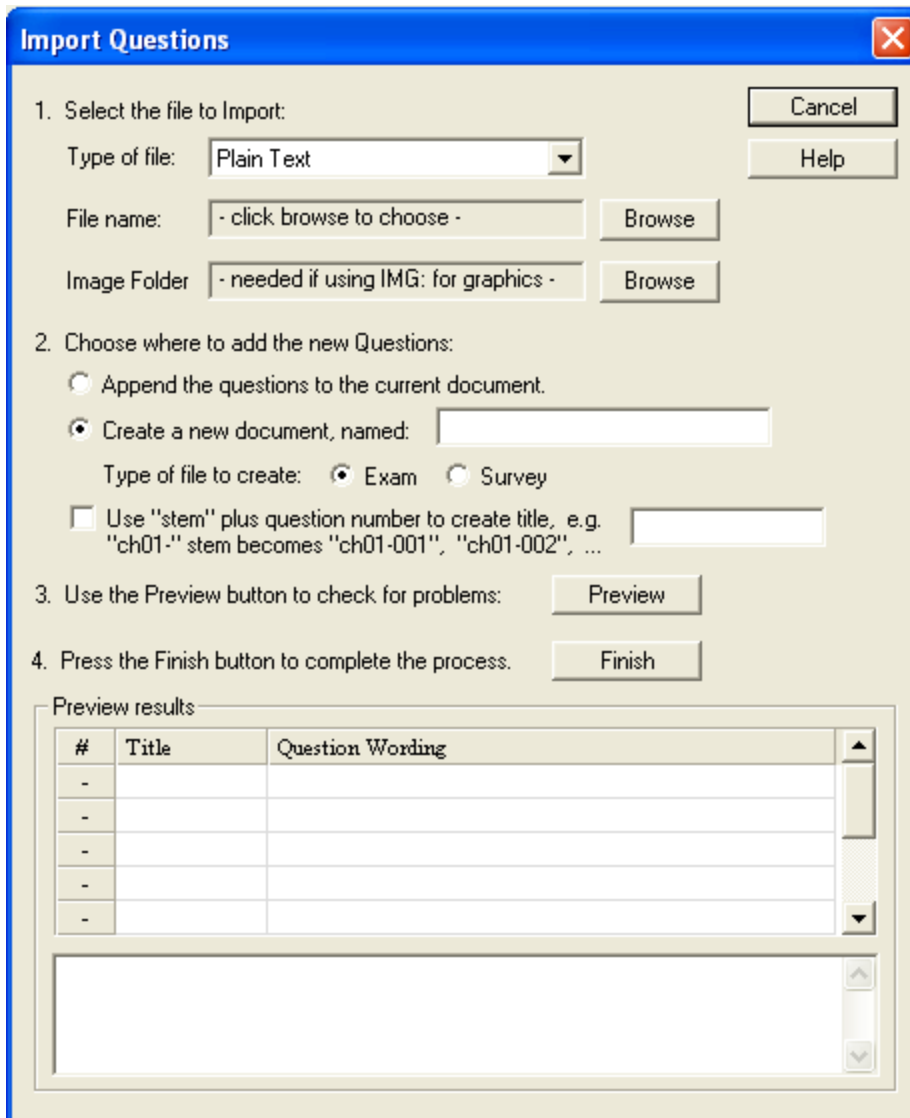 Import Questions
1. Select the file to Import:
Cancel
Type of file:
Plain Text
Help
File name:
- click browse to choose -
Browse
Image Folder
- needed if using IMG: for graphics -
Browse
2. Choose where to add the new Questions:
Append the questions to the current document.
Create a new document, named:
Type of file to create:
Exam
Survey
Use "stem" plus question number to create title, e.g.
"ch01-" stem becomes "ch01-001", "ch01-002", ...
3. Use the Preview button to check for problems:
Preview
4. Press the Finish button to complete the process.
Finish
Preview results
# Title Question Wording
-
-
-
-
-